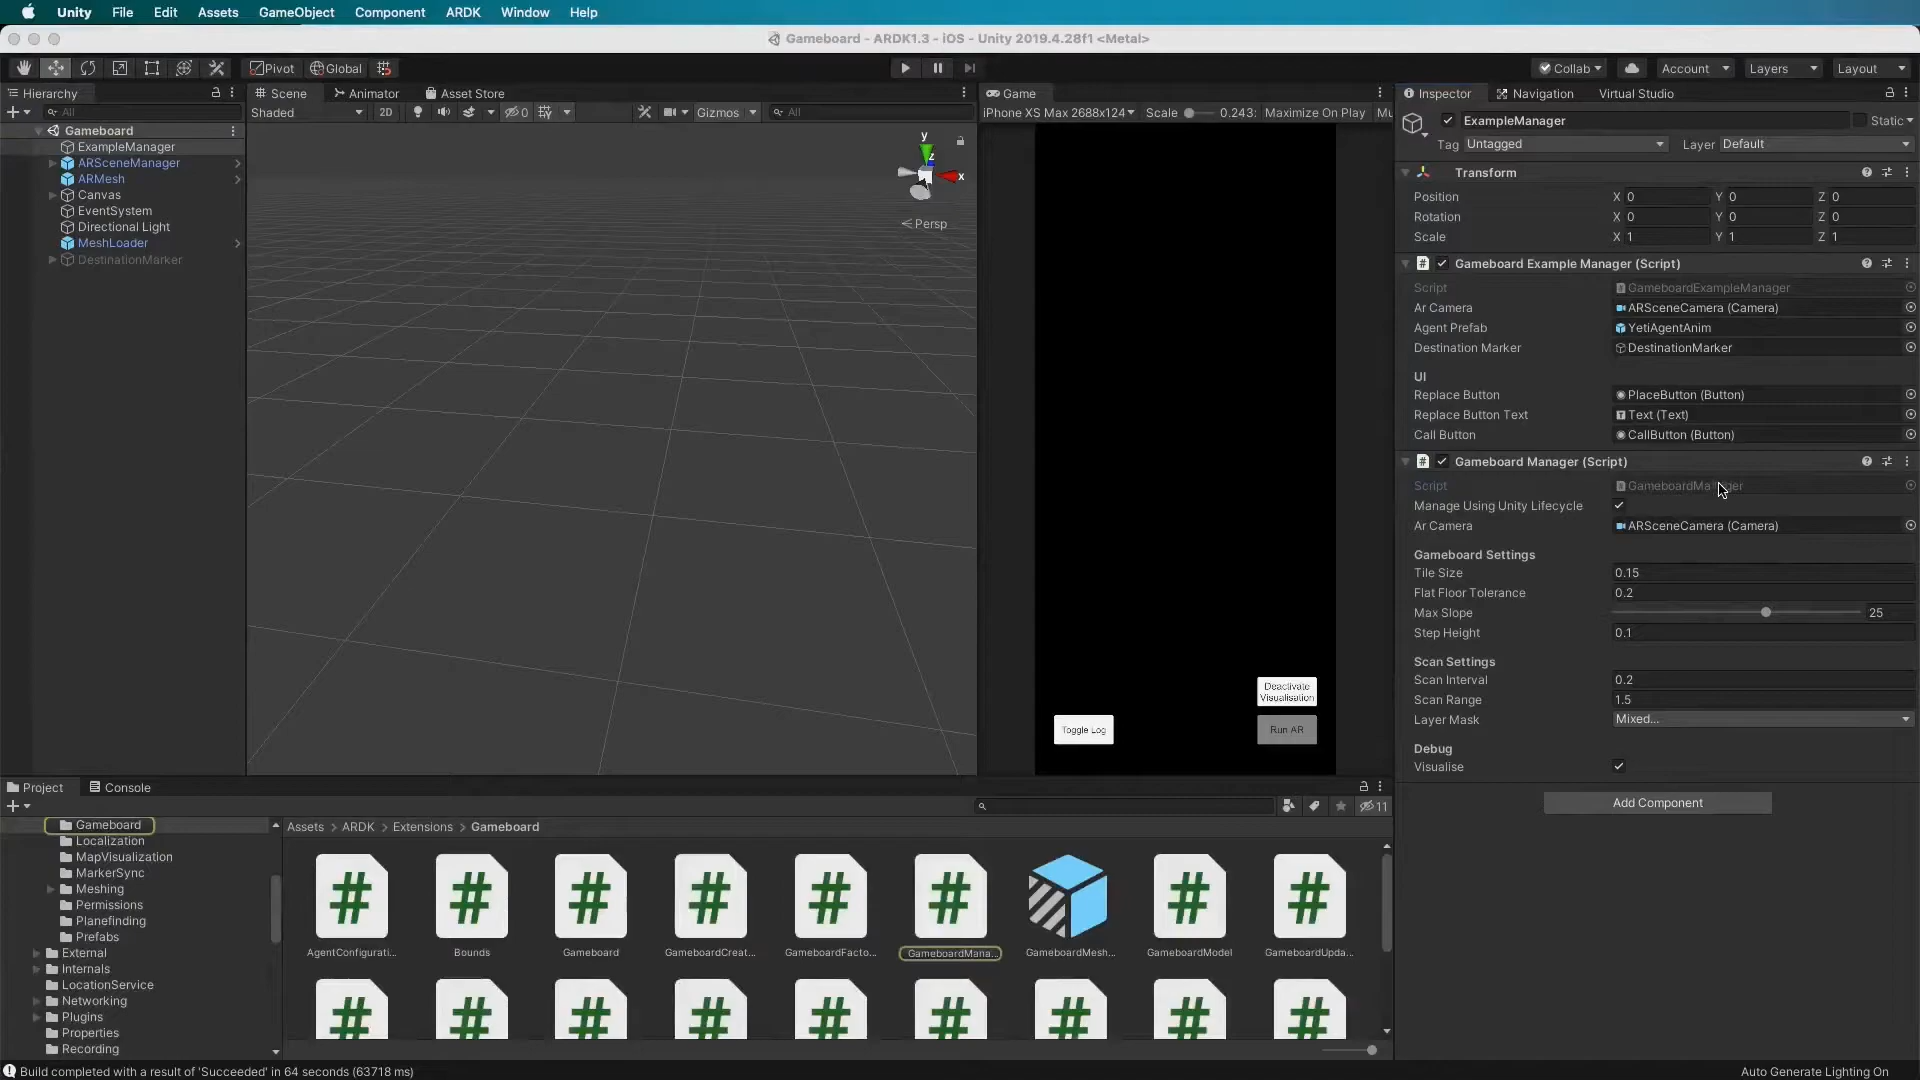 Unity File Edit Assets GameObject Component ARDK Window Help
Gameboard - ARDK1.3 - iOS - Unity 2019.4.28f1 <Metal>
Pivot Global Collab Account Layers Layout
Hierarchy
All
Gameboard
ExampleManager
ARSceneManager
ARMesh
Canvas
EventSystem
Directional Light
MeshLoader
DestinationMarker
Scene Animator Asset Store
Shaded 2D 0 Gizmos All
y
z
x
Persp
Game
iPhone XS Max 2688x124 Scale 0.243: Maximize On Play Mu
Deactivate
Visualisation
Toggle Log
Run AR
Inspector Navigation Virtual Studio
ExampleManager Static
Tag Untagged Layer Default
Transform
Position X 0 Y 0 Z 0
Rotation X 0 Y 0 Z 0
Scale X 1 Y 1 Z 1
Gameboard Example Manager (Script)
Script GameboardExampleManager
Ar Camera ARSceneCamera (Camera)
Agent Prefab YetiAgentAnim
Destination Marker DestinationMarker
UI
Replace Button PlaceButton (Button)
Replace Button Text Text (Text)
Call Button CallButton (Button)
Gameboard Manager (Script)
Script
Manage Using Unity Lifecycle
Ar Camera ARSceneCamera (Camera)
Gameboard Settings
Tile Size 0.15
Flat Floor Tolerance 0.2
Max Slope 25
Step Height 0.1
Scan Settings
Scan Interval 0.2
Scan Range 1.5
Layer Mask Mixed...
Debug
Visualise
Add Component
Project Console
11
Gameboard
Localization
MapVisualization
MarkerSync
Meshing
Permissions
Planefinding
Prefabs
External
Internals
LocationService
Networking
Plugins
Properties
Recording
Assets > ARDK > Extensions > Gameboard
AgentConfigurati... Bounds Gameboard GameboardCreat... GameboardFacto... GameboardMana... GameboardMesh... GameboardModel GameboardUpda...
Build completed with a result of 'Succeeded' in 64 seconds (63718 ms)
Auto Generate Lighting On